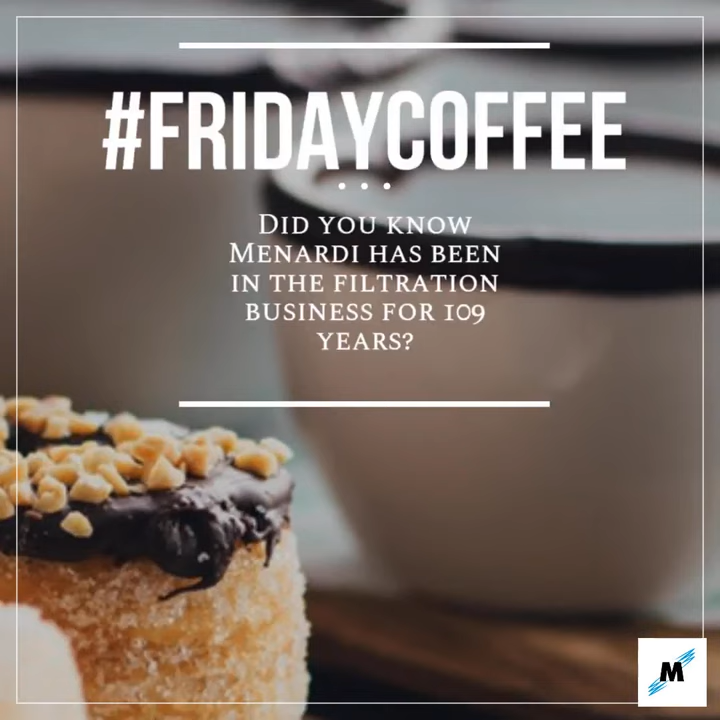 #FRIDAYCOFFEE
Did you know
Menardi has been
in the filtration
business for 109
years?
M